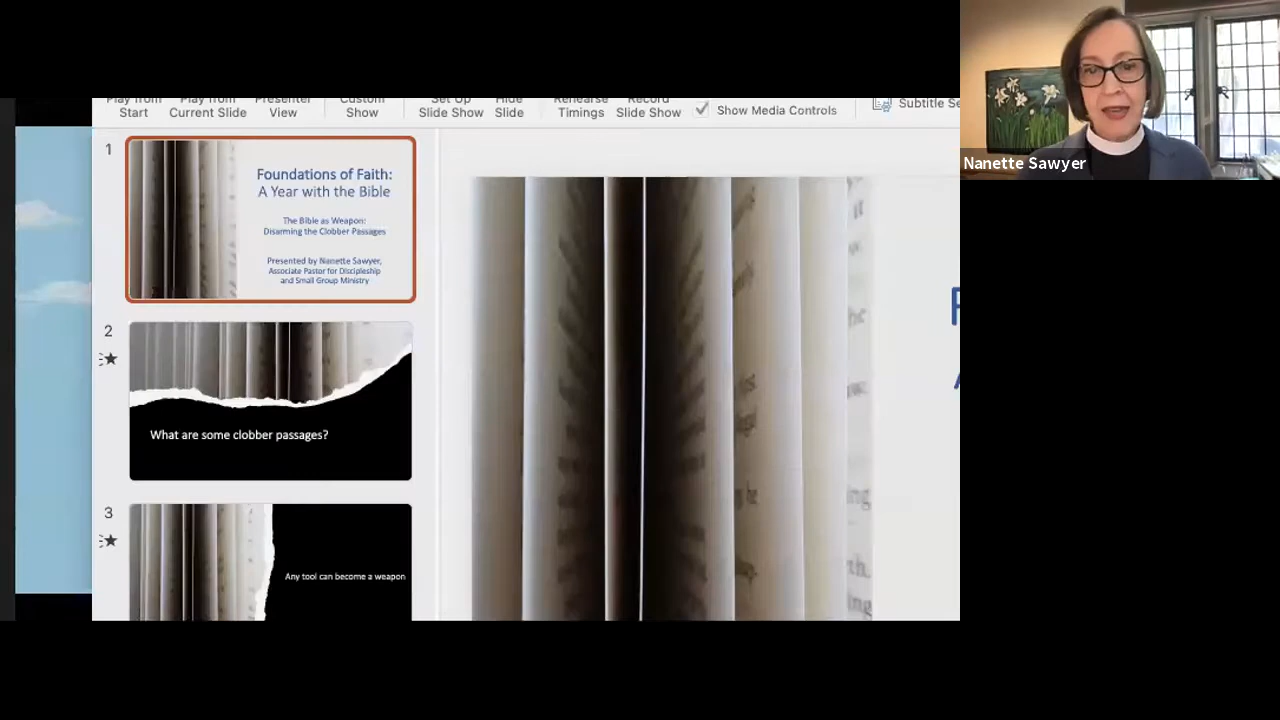 Play from
Start
Play from
Current Slide
Presenter
View
Custom
Show
Set Up
Slide Show
Hide
Slide
Rehearse
Timings
Record
Slide Show
Show Media Controls
Subtitle Se
Nanette Sawyer
1
Foundations of Faith:
A Year with the Bible
The Bible as Weapon:
Disarming the Clobber Passages
Presented by Nanette Sawyer,
Associate Pastor for Discipleship
and Small Group Ministry
2
What are some clobber passages?
3
Any tool can become a weapon